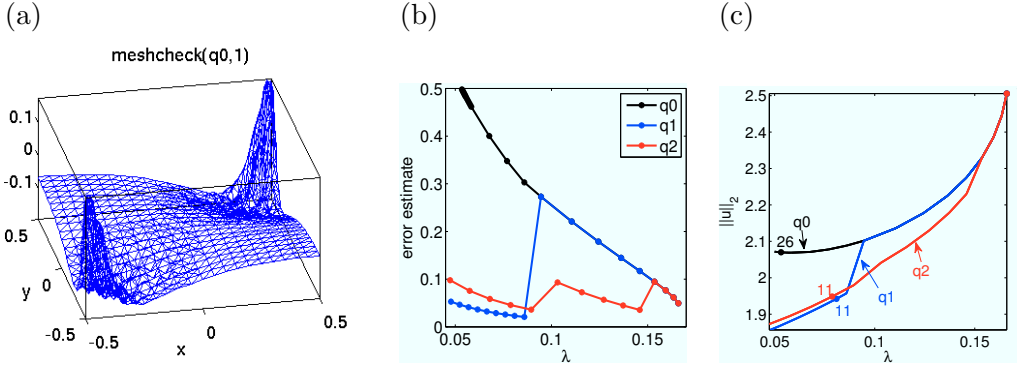 (a)
meshcheck(q0,1)
0.1
0
-0.1
0.5
y
0
-0.5
-0.5
0
0.5
x
(b)
error estimate
0.5
0.4
0.3
0.2
0.1
0
0.05
0.1
0.15
λ
q0
q1
q2
(c)
||u||₂
2.5
2.4
2.3
2.2
2.1
2
1.9
0.05
0.1
0.15
λ
q0
26
q2
q1
11
11